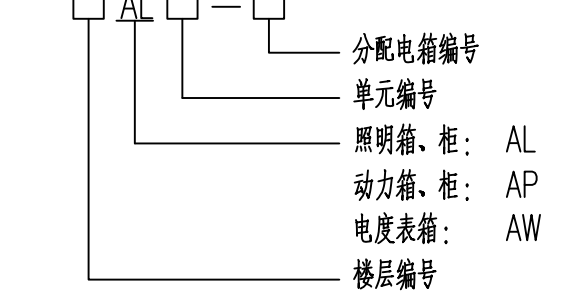 □AL□—□
分配电箱编号
单元编号
照明箱、柜: AL
动力箱、柜: AP
电度表箱: AW
楼层编号